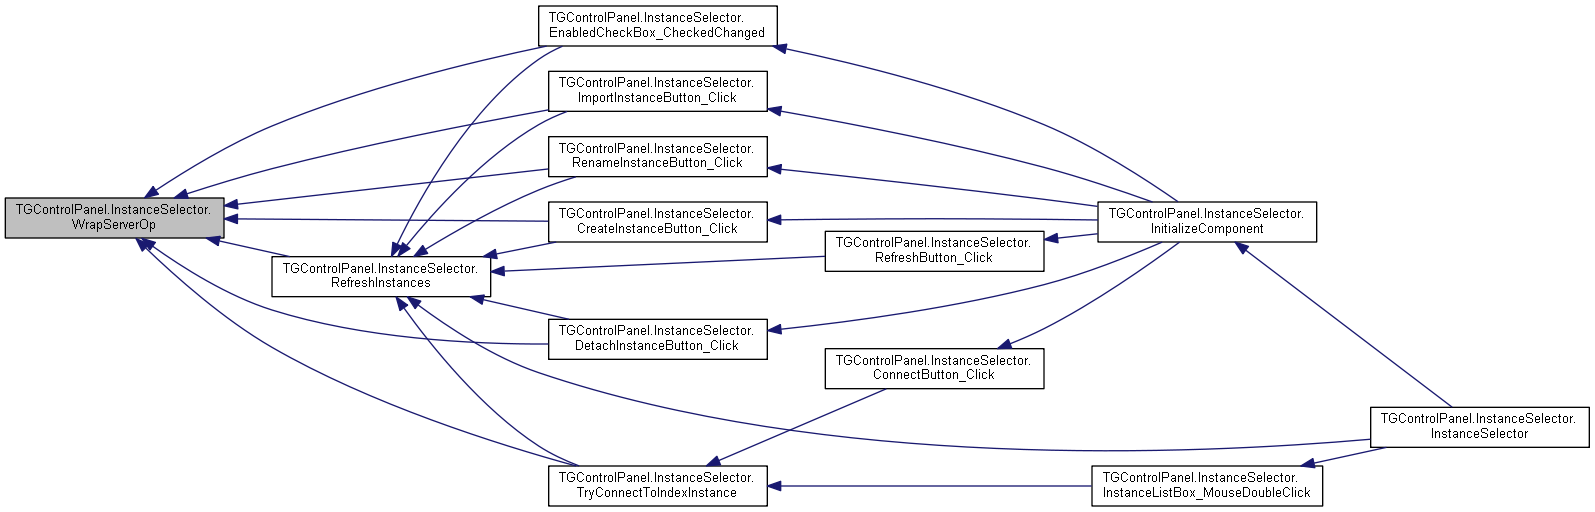 TGControlPanel.InstanceSelector.
WrapServerOp
TGControlPanel.InstanceSelector.
RefreshInstances
TGControlPanel.InstanceSelector.
EnabledCheckBox_CheckedChanged
TGControlPanel.InstanceSelector.
ImportInstanceButton_Click
TGControlPanel.InstanceSelector.
RenameInstanceButton_Click
TGControlPanel.InstanceSelector.
CreateInstanceButton_Click
TGControlPanel.InstanceSelector.
DetachInstanceButton_Click
TGControlPanel.InstanceSelector.
TryConnectToIndexInstance
TGControlPanel.InstanceSelector.
RefreshButton_Click
TGControlPanel.InstanceSelector.
ConnectButton_Click
TGControlPanel.InstanceSelector.
InitializeComponent
TGControlPanel.InstanceSelector.
InstanceListBox_MouseDoubleClick
TGControlPanel.InstanceSelector.
InstanceSelector